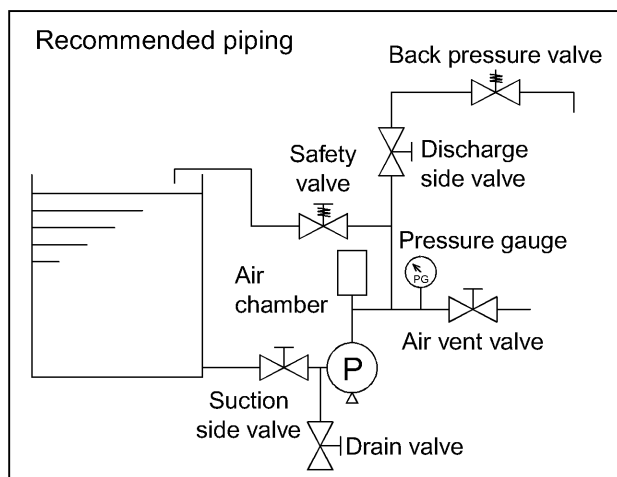 Recommended piping
Back pressure valve
Safety
valve
Discharge
side valve
Pressure gauge
PG
Air
chamber
Air vent valve
P
Suction
side valve
Drain valve